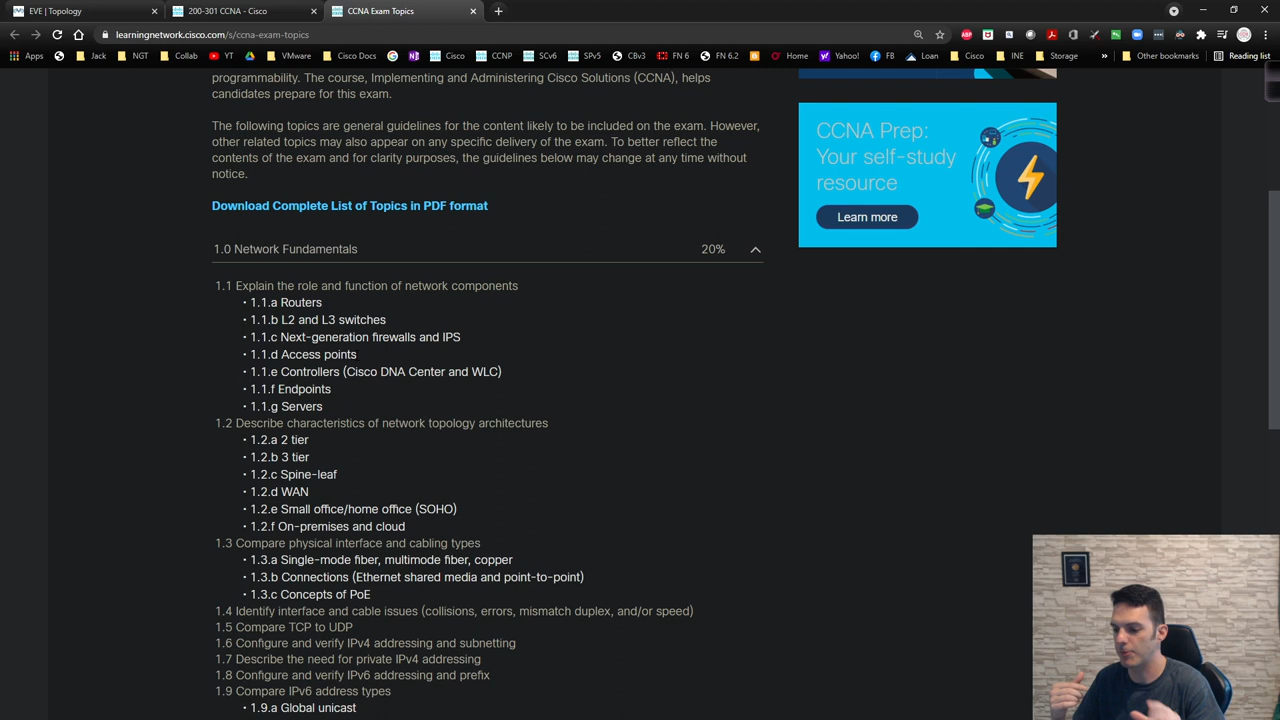 EVE | Topology
200-301 CCNA - Cisco
CCNA Exam Topics
learningnetwork.cisco.com/s/ccna-exam-topics
Apps Jack YT Collab NGT VMware Cisco Docs Cisco CCNP SCv6 SPv5 CBv3 FN 6 FN 6.2 Home Yahoo! FB Loan Cisco INE Storage » Other bookmarks Reading list
programmability. The course, Implementing and Administering Cisco Solutions (CCNA), helps
candidates prepare for this exam.
The following topics are general guidelines for the content likely to be included on the exam. However,
other related topics may also appear on any specific delivery of the exam. To better reflect the
contents of the exam and for clarity purposes, the guidelines below may change at any time without
notice.
Download Complete List of Topics in PDF format
1.0 Network Fundamentals 20%
1.1 Explain the role and function of network components
• 1.1.a Routers
• 1.1.b L2 and L3 switches
• 1.1.c Next-generation firewalls and IPS
• 1.1.d Access points
• 1.1.e Controllers (Cisco DNA Center and WLC)
• 1.1.f Endpoints
• 1.1.g Servers
1.2 Describe characteristics of network topology architectures
• 1.2.a 2 tier
• 1.2.b 3 tier
• 1.2.c Spine-leaf
• 1.2.d WAN
• 1.2.e Small office/home office (SOHO)
• 1.2.f On-premises and cloud
1.3 Compare physical interface and cabling types
• 1.3.a Single-mode fiber, multimode fiber, copper
• 1.3.b Connections (Ethernet shared media and point-to-point)
• 1.3.c Concepts of PoE
1.4 Identify interface and cable issues (collisions, errors, mismatch duplex, and/or speed)
1.5 Compare TCP to UDP
1.6 Configure and verify IPv4 addressing and subnetting
1.7 Describe the need for private IPv4 addressing
1.8 Configure and verify IPv6 addressing and prefix
1.9 Compare IPv6 address types
• 1.9.a Global unicast
CCNA Prep:
Your self-study
resource
Learn more